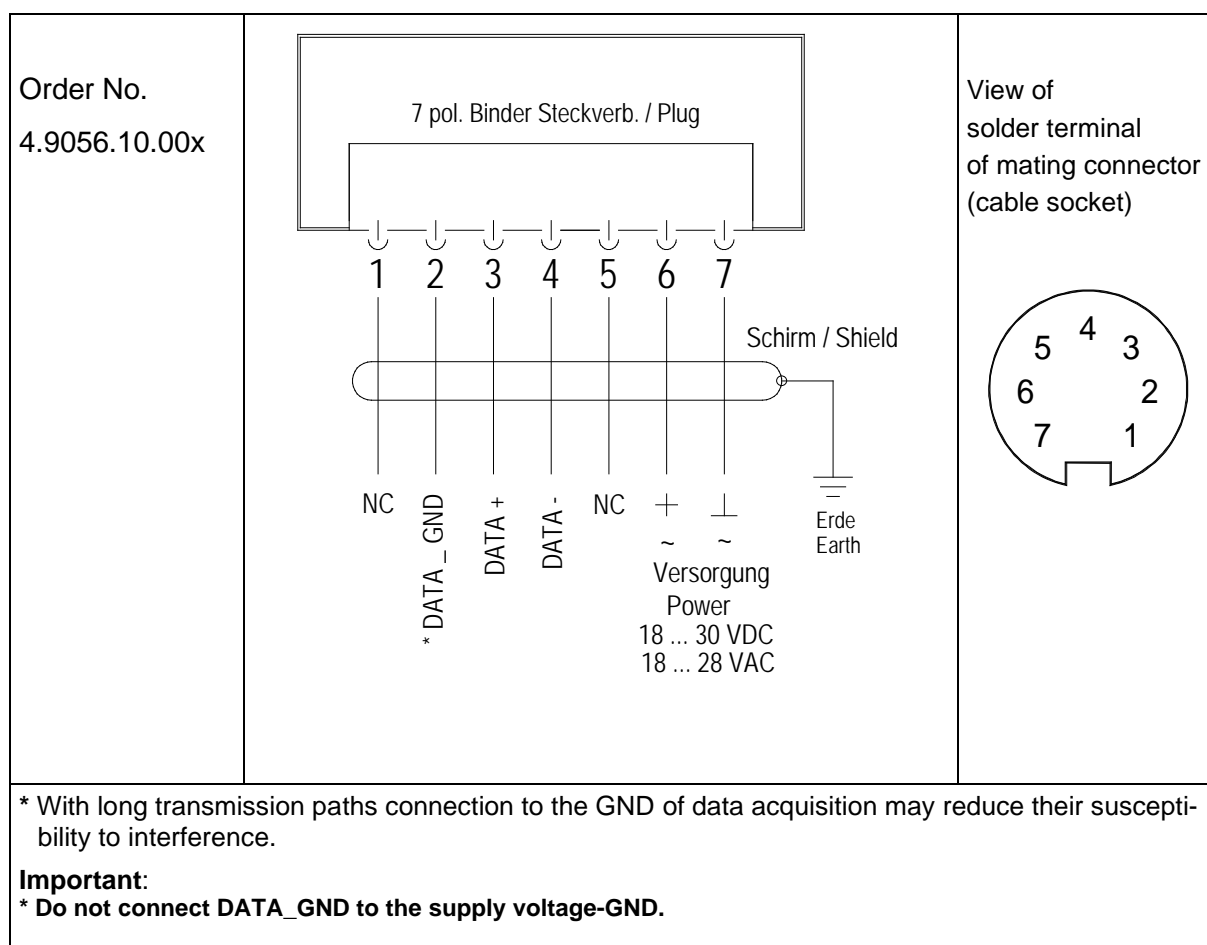 Order No.
4.9056.10.00x
7 pol. Binder Steckverb. / Plug
1 2 3 4 5 6 7
Schirm / Shield
NC
* DATA _ GND
DATA +
DATA -
NC
+ ⊥
~ ~
Versorgung
Power
18 ... 30 VDC
18 ... 28 VAC
Erde
Earth
View of
solder terminal
of mating connector
(cable socket)
5 4 3
6 2
7 1
* With long transmission paths connection to the GND of data acquisition may reduce their suscepti-
bility to interference.
Important:
* Do not connect DATA_GND to the supply voltage-GND.